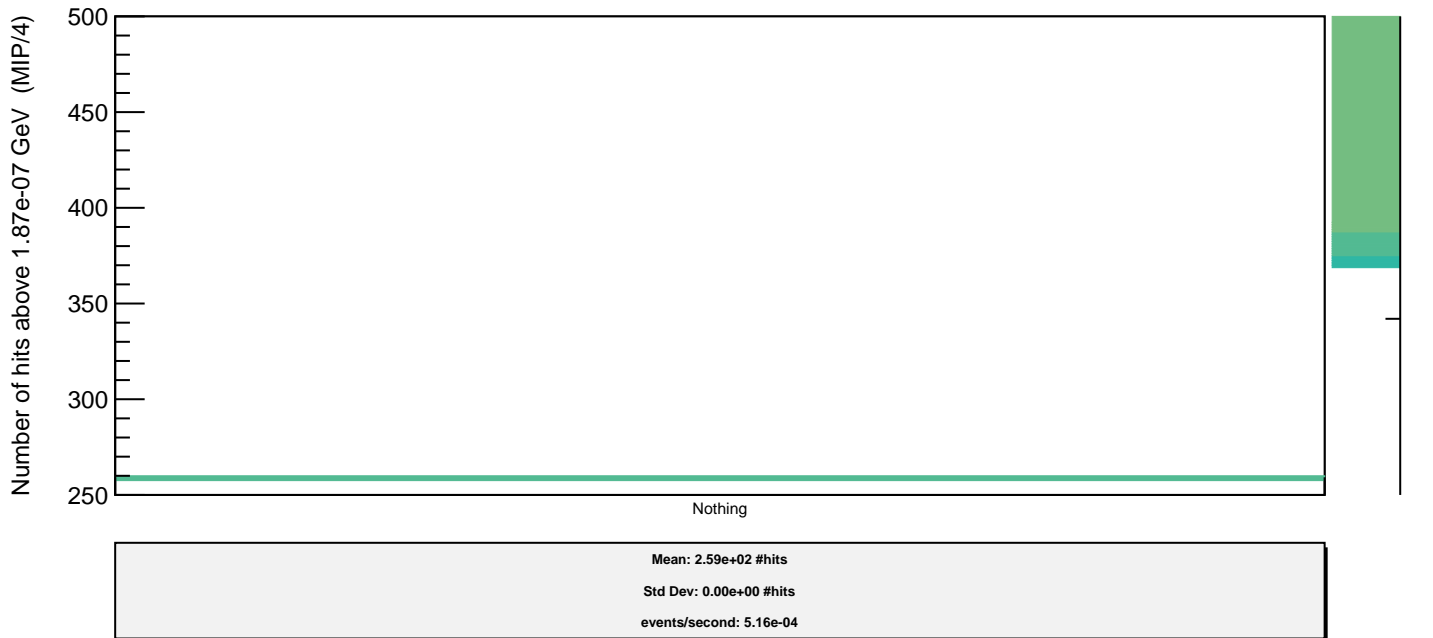 Number of hits above 1.87e-07 GeV  (MIP/4)
500
450
400
350
300
250
Nothing
Mean: 2.59e+02 #hits
Std Dev: 0.00e+00 #hits
events/second: 5.16e-04